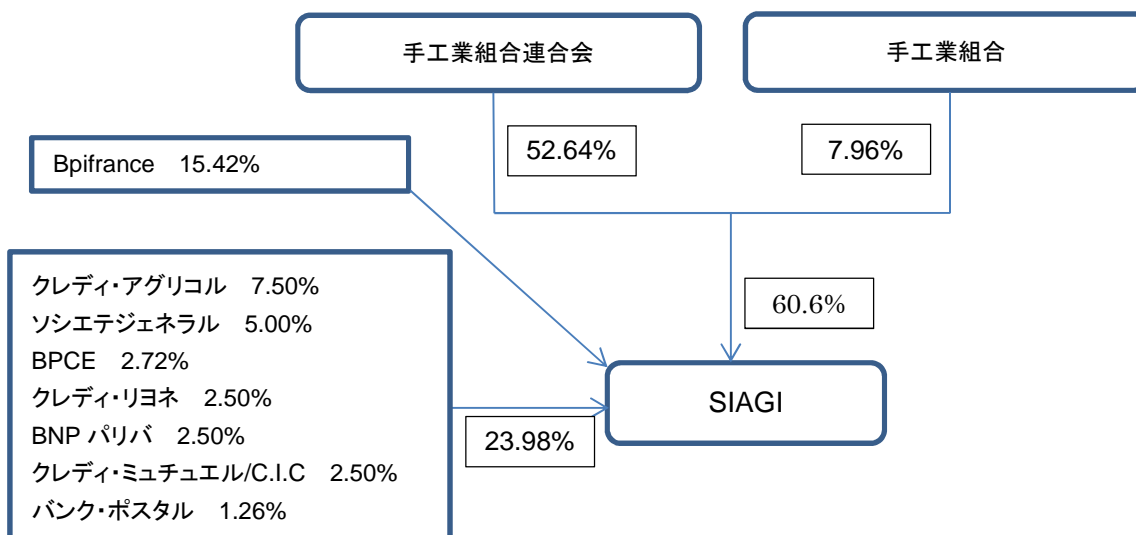 手工業組合連合会
手工業組合
52.64%
7.96%
Bpifrance 15.42%
クレディ・アグリコル 7.50%
ソシエテジェネラル 5.00%
BPCE 2.72%
クレディ・リヨネ 2.50%
BNP パリバ 2.50%
クレディ・ミュチュエル/C.I.C 2.50%
バンク・ポスタル 1.26%
60.6%
SIAGI
23.98%